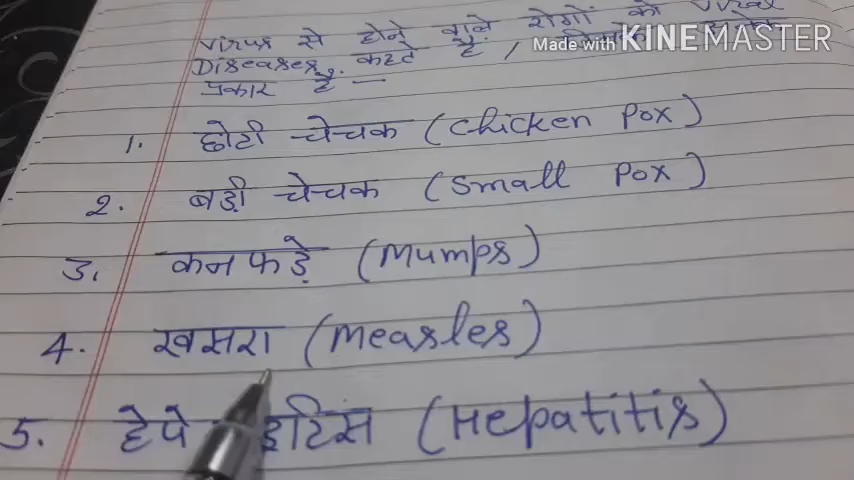 Virus से होने वाले रोगों को Viral
Diseases कहते है,
प्रकार है —
Made with KINEMASTER
1. छोटी चेचक (Chicken Pox)
2. बड़ी चेचक (Small Pox)
3. कनफड़े (Mumps)
4. खसरा (Measles)
5. हेपे इटिस (Hepatitis)